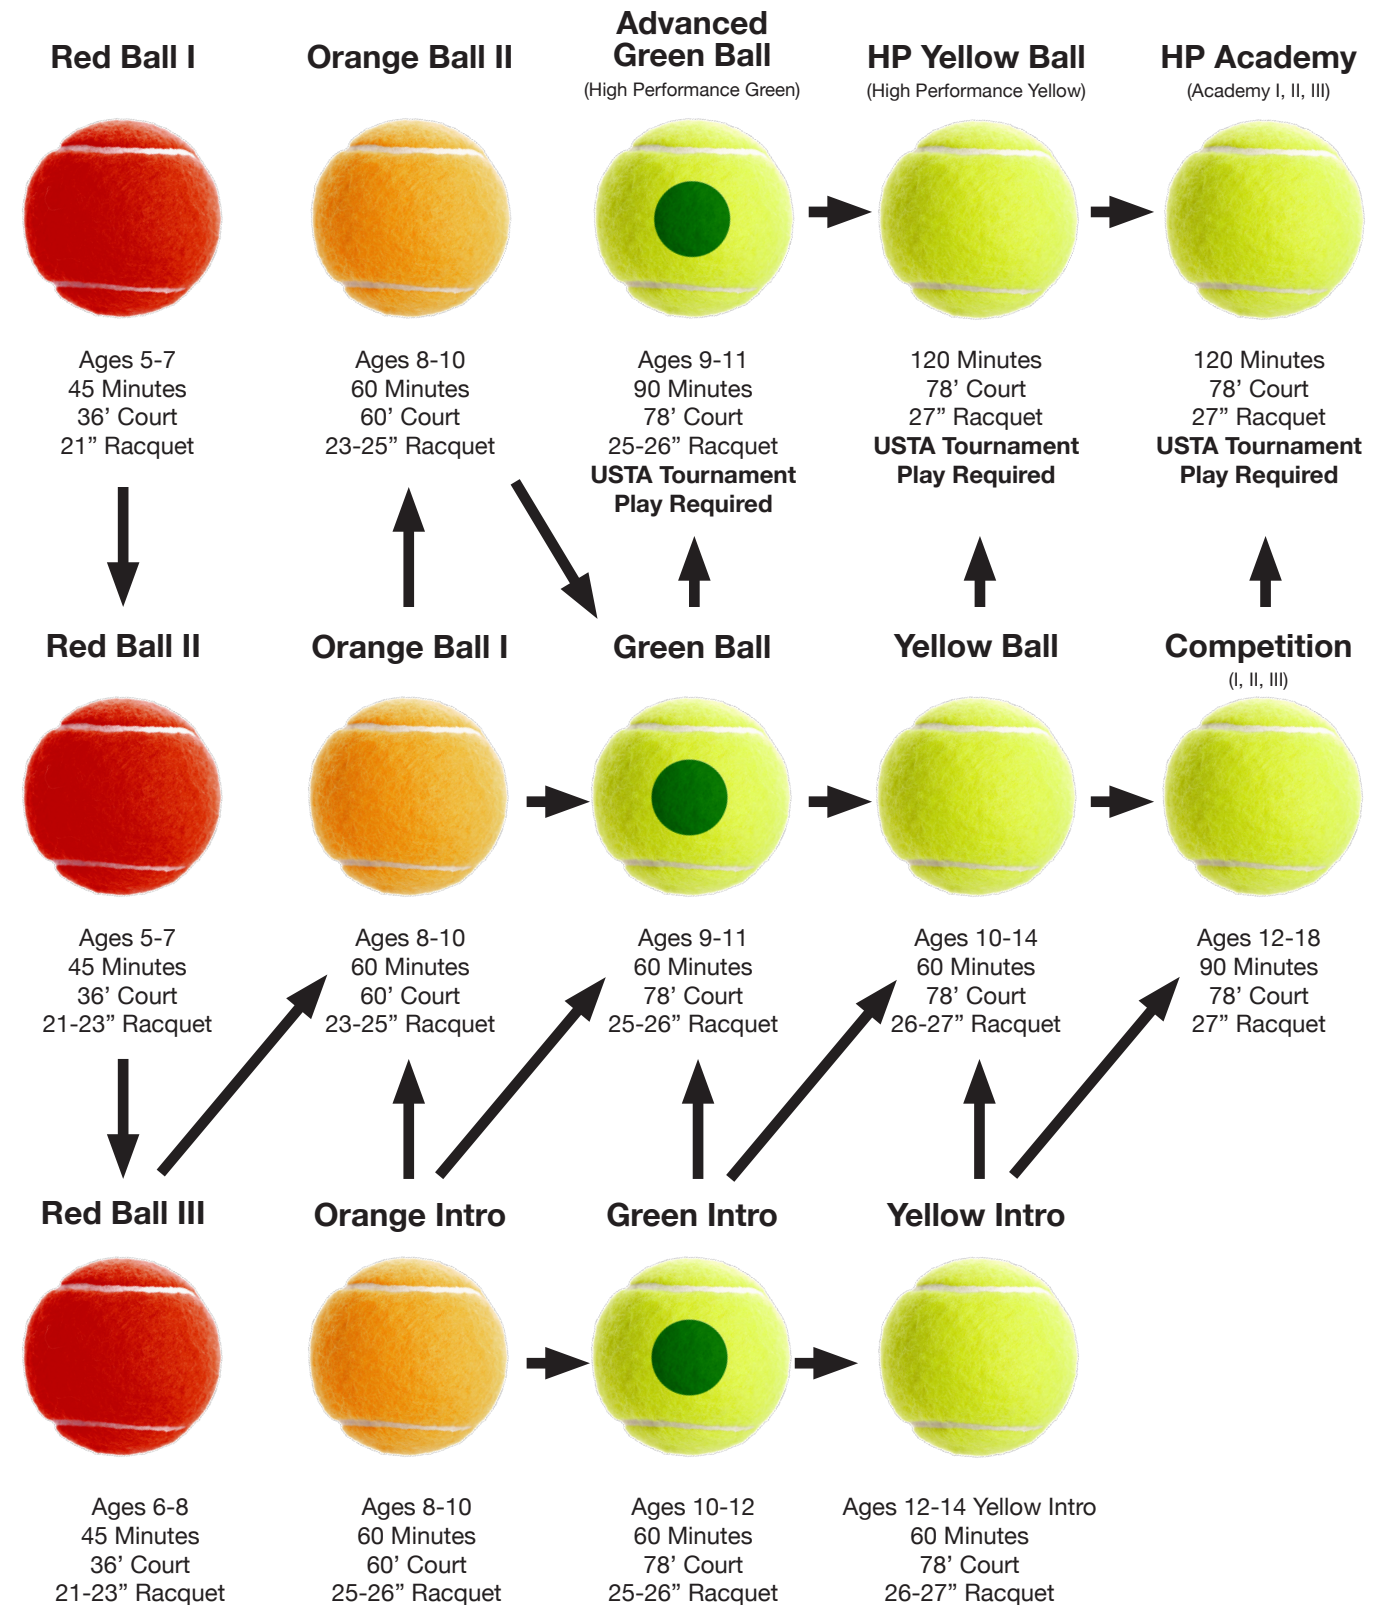 Red Ball I
Ages 5-7
45 Minutes
36’ Court
21” Racquet
Orange Ball II
Ages 8-10
60 Minutes
60’ Court
23-25” Racquet
Advanced
Green Ball
(High Performance Green)
Ages 9-11
90 Minutes
78’ Court
25-26” Racquet
USTA Tournament
Play Required
HP Yellow Ball
(High Performance Yellow)
120 Minutes
78’ Court
27” Racquet
USTA Tournament
Play Required
HP Academy
(Academy I, II, III)
120 Minutes
78’ Court
27” Racquet
USTA Tournament
Play Required
Red Ball II
Ages 5-7
45 Minutes
36’ Court
21-23” Racquet
Orange Ball I
Ages 8-10
60 Minutes
60’ Court
23-25” Racquet
Green Ball
Ages 9-11
60 Minutes
78’ Court
25-26” Racquet
Yellow Ball
Ages 10-14
60 Minutes
78’ Court
26-27” Racquet
Competition
(I, II, III)
Ages 12-18
90 Minutes
78’ Court
27” Racquet
Red Ball III
Ages 6-8
45 Minutes
36’ Court
21-23” Racquet
Orange Intro
Ages 8-10
60 Minutes
60’ Court
25-26” Racquet
Green Intro
Ages 10-12
60 Minutes
78’ Court
25-26” Racquet
Yellow Intro
Ages 12-14 Yellow Intro
60 Minutes
78’ Court
26-27” Racquet